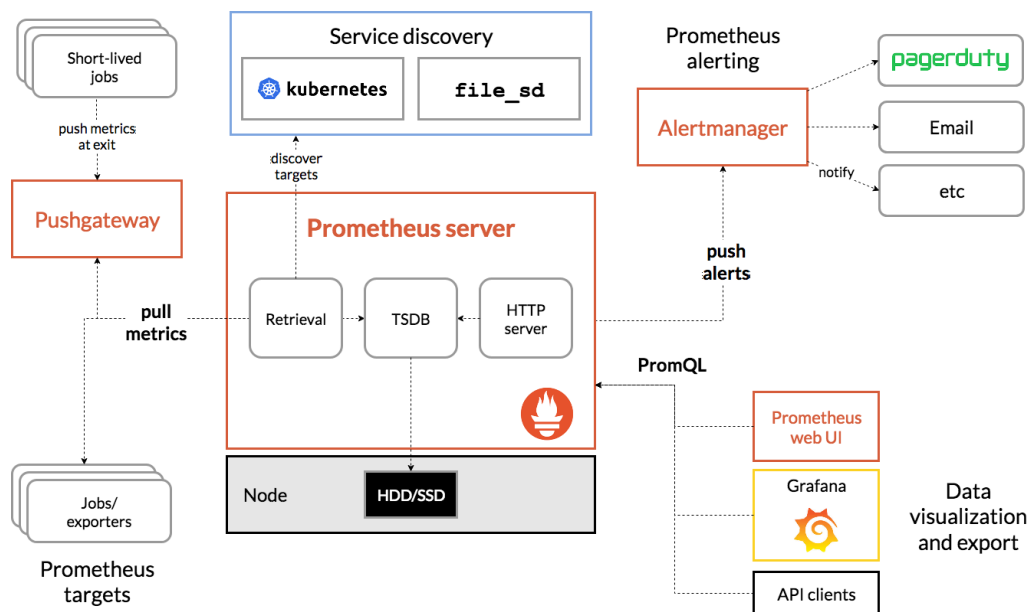 Short-lived
jobs
push metrics
at exit
Pushgateway
pull
metrics
Jobs/
exporters
Prometheus
targets
Service discovery
kubernetes
file_sd
discover
targets
Prometheus server
Retrieval
TSDB
HTTP
server
Node
HDD/SSD
Prometheus
alerting
Alertmanager
pagerduty
Email
notify
etc
push
alerts
PromQL
Prometheus
web UI
Grafana
API clients
Data
visualization
and export